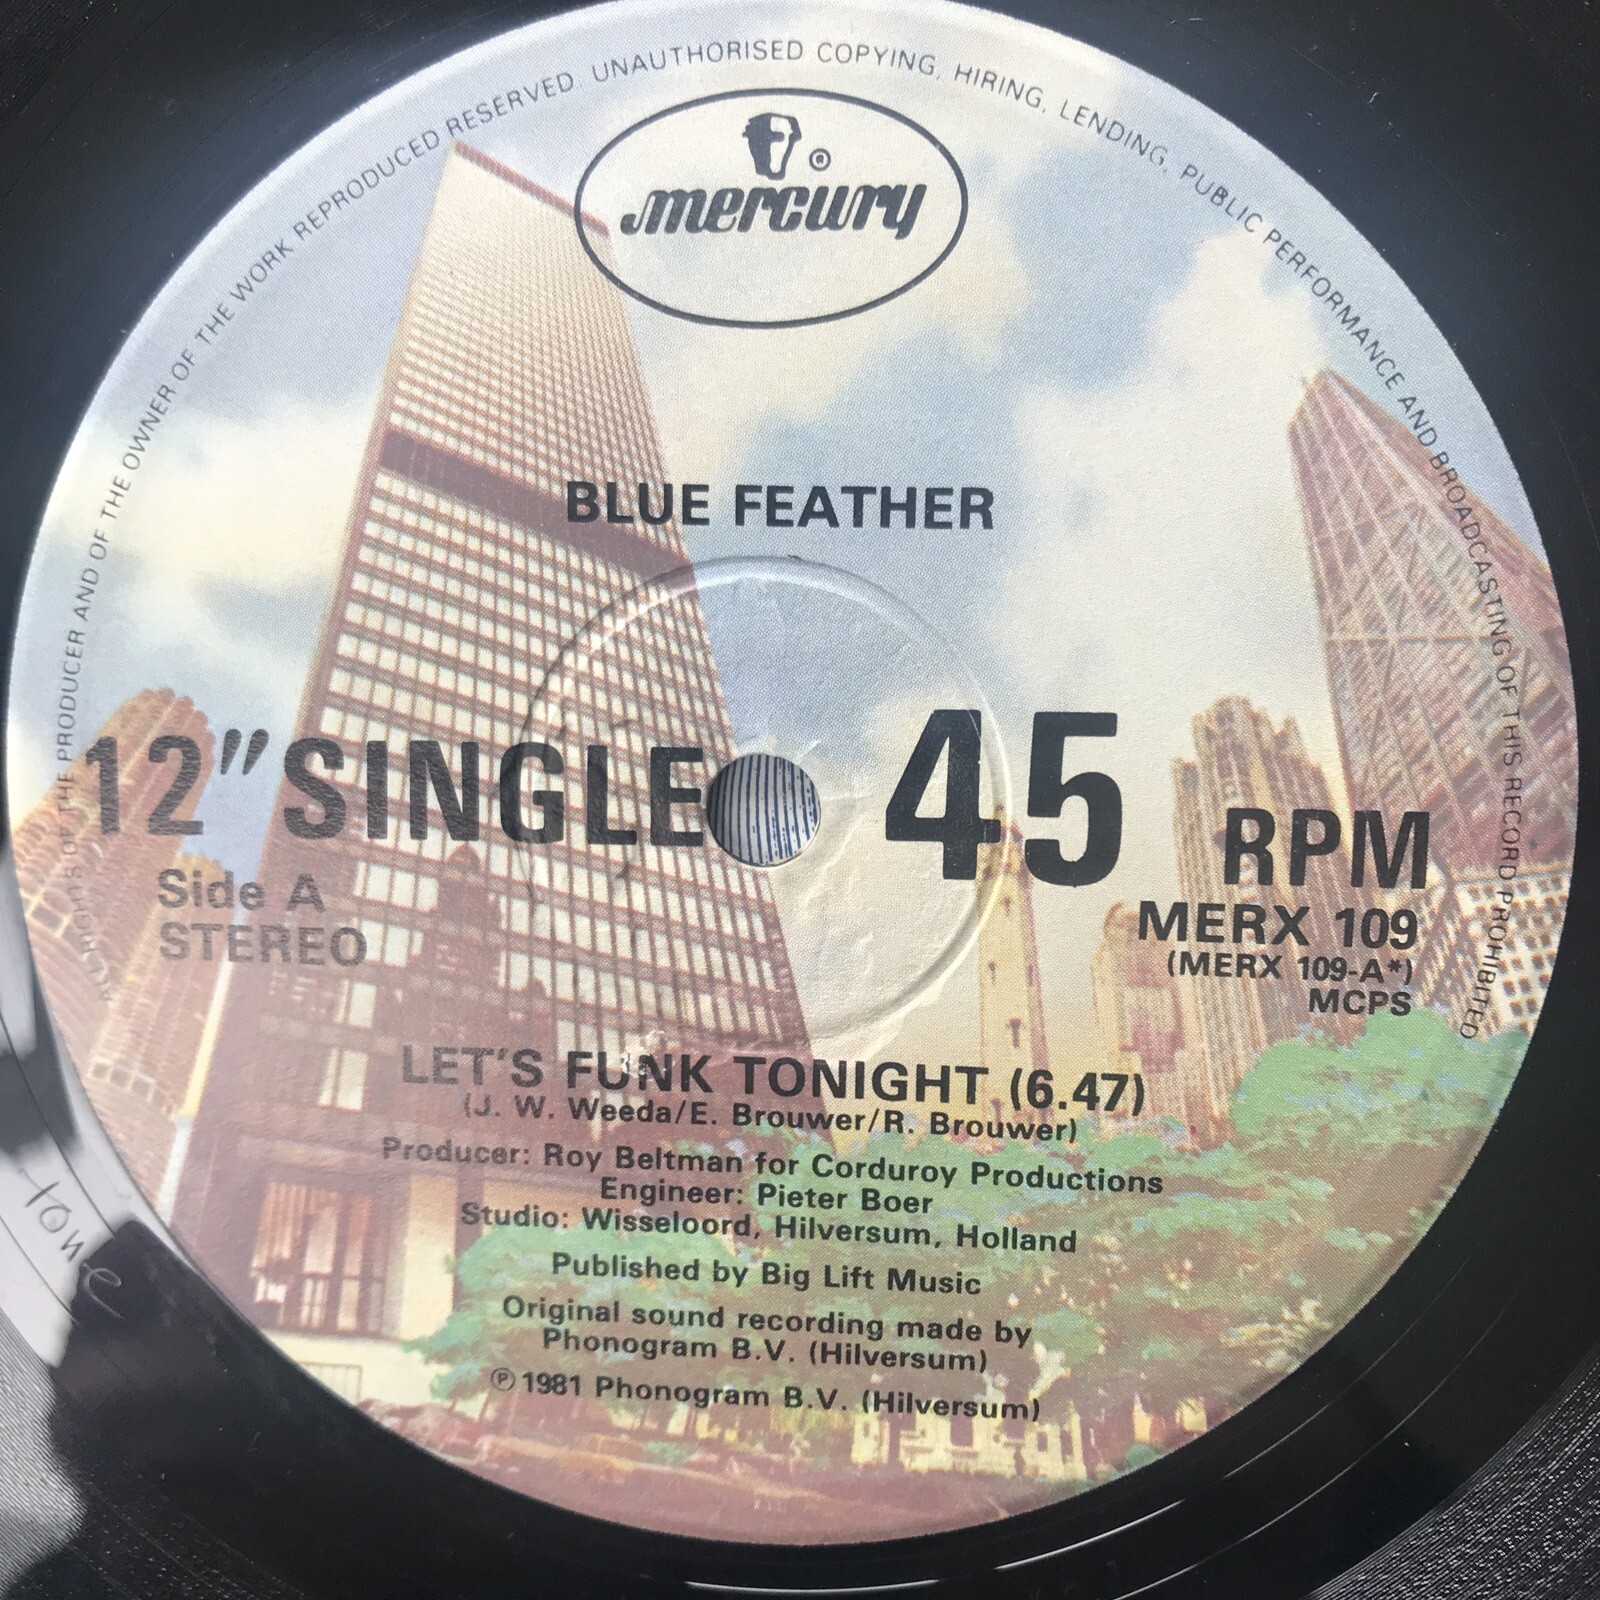 ALL RIGHTS OF THE PRODUCER AND OF THE OWNER OF THE WORK REPRODUCED RESERVED. UNAUTHORISED COPYING, HIRING, LENDING, PUBLIC PERFORMANCE AND BROADCASTING OF THIS RECORD PROHIBITED
®
mercury
BLUE FEATHER
12" SINGLE 45 RPM
Side A
STEREO
MERX 109
(MERX 109-A*)
MCPS
LET'S FUNK TONIGHT (6.47)
(J. W. Weeda/E. Brouwer/R. Brouwer)
Producer: Roy Beltman for Corduroy Productions
Engineer: Pieter Boer
Studio: Wisseloord, Hilversum, Holland
Published by Big Lift Music
Original sound recording made by
Phonogram B.V. (Hilversum)
℗ 1981 Phonogram B.V. (Hilversum)